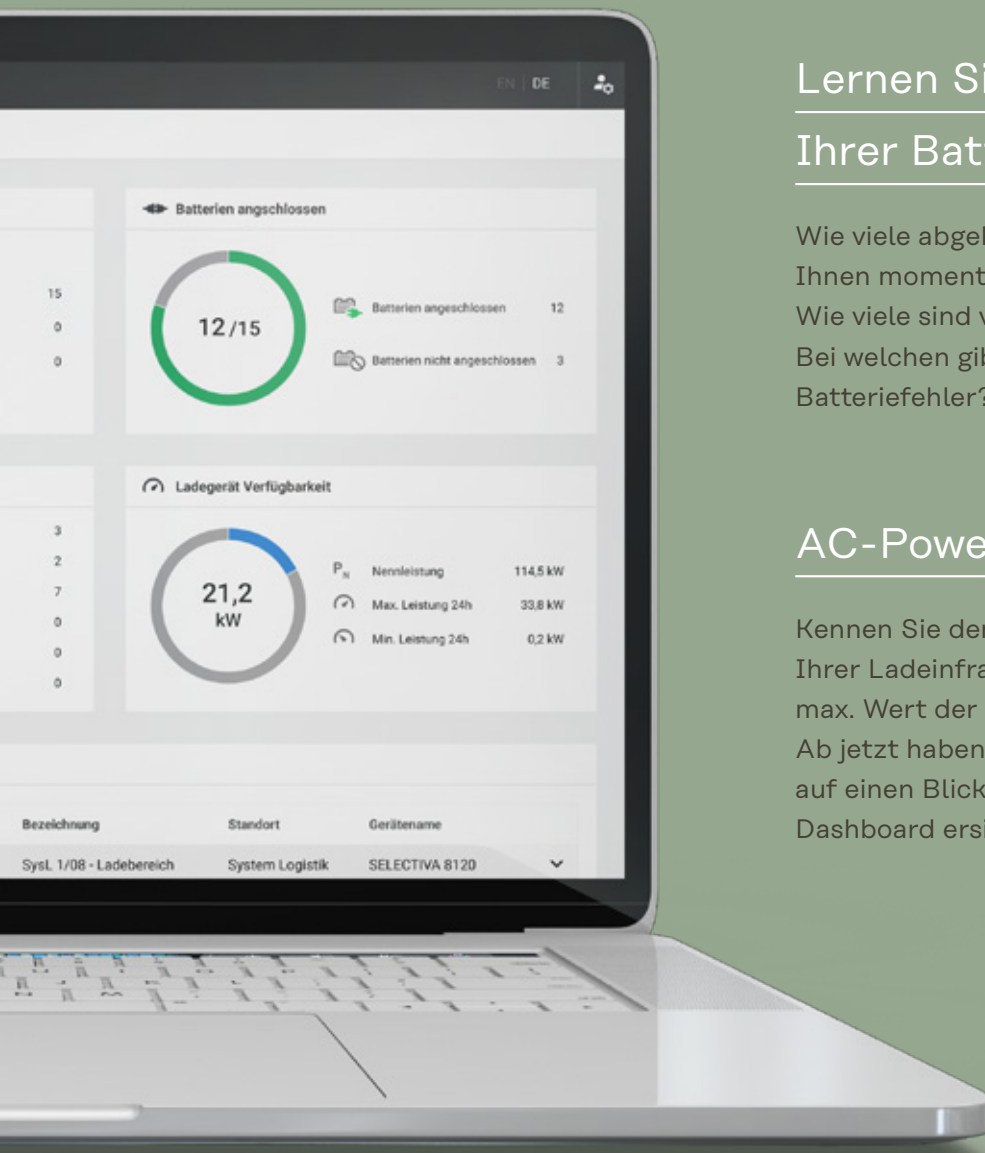 EN | DE
Batterien angschlossen
15
0
0
12/15
Batterien angeschlossen 12
Batterien nicht angeschlossen 3
Ladegerät Verfügbarkeit
3
2
7
0
0
0
21,2
kW
PN Nennleistung 114,5 kW
Max. Leistung 24h 33,8 kW
Min. Leistung 24h 0,2 kW
Bezeichnung Standort Gerätename
SysL 1/08 - Ladebereich System Logistik SELECTIVA 8120
Lernen Si
Ihrer Bat
Wie viele abge
Ihnen moment
Wie viele sind v
Bei welchen gi
Batteriefehler?
AC-Powe
Kennen Sie de
Ihrer Ladeinfra
max. Wert der
Ab jetzt haben
auf einen Blick
Dashboard ersi